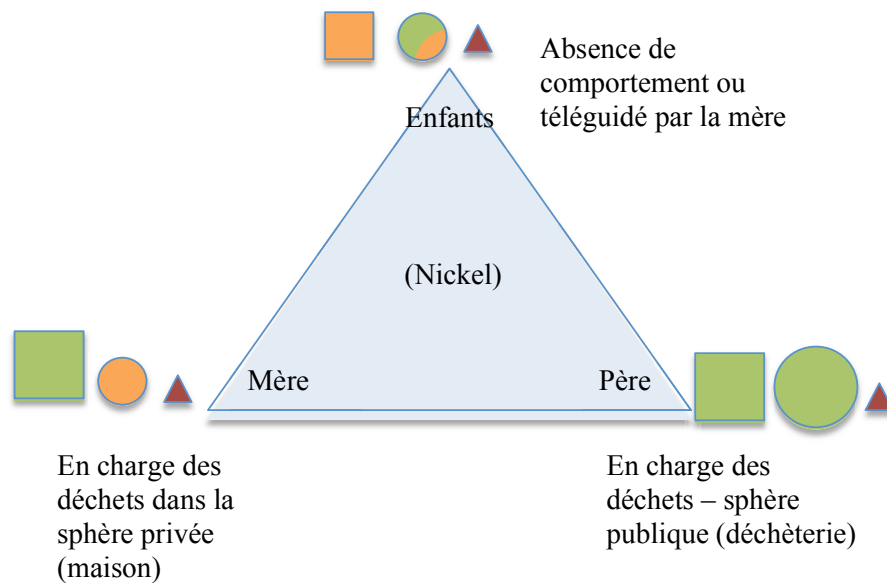 Absence de
comportement ou
téléguidé par la mère
Enfants
(Nickel)
Mère
Père
En charge des
déchets dans la
sphère privée
(maison)
En charge des
déchets – sphère
publique (déchèterie)